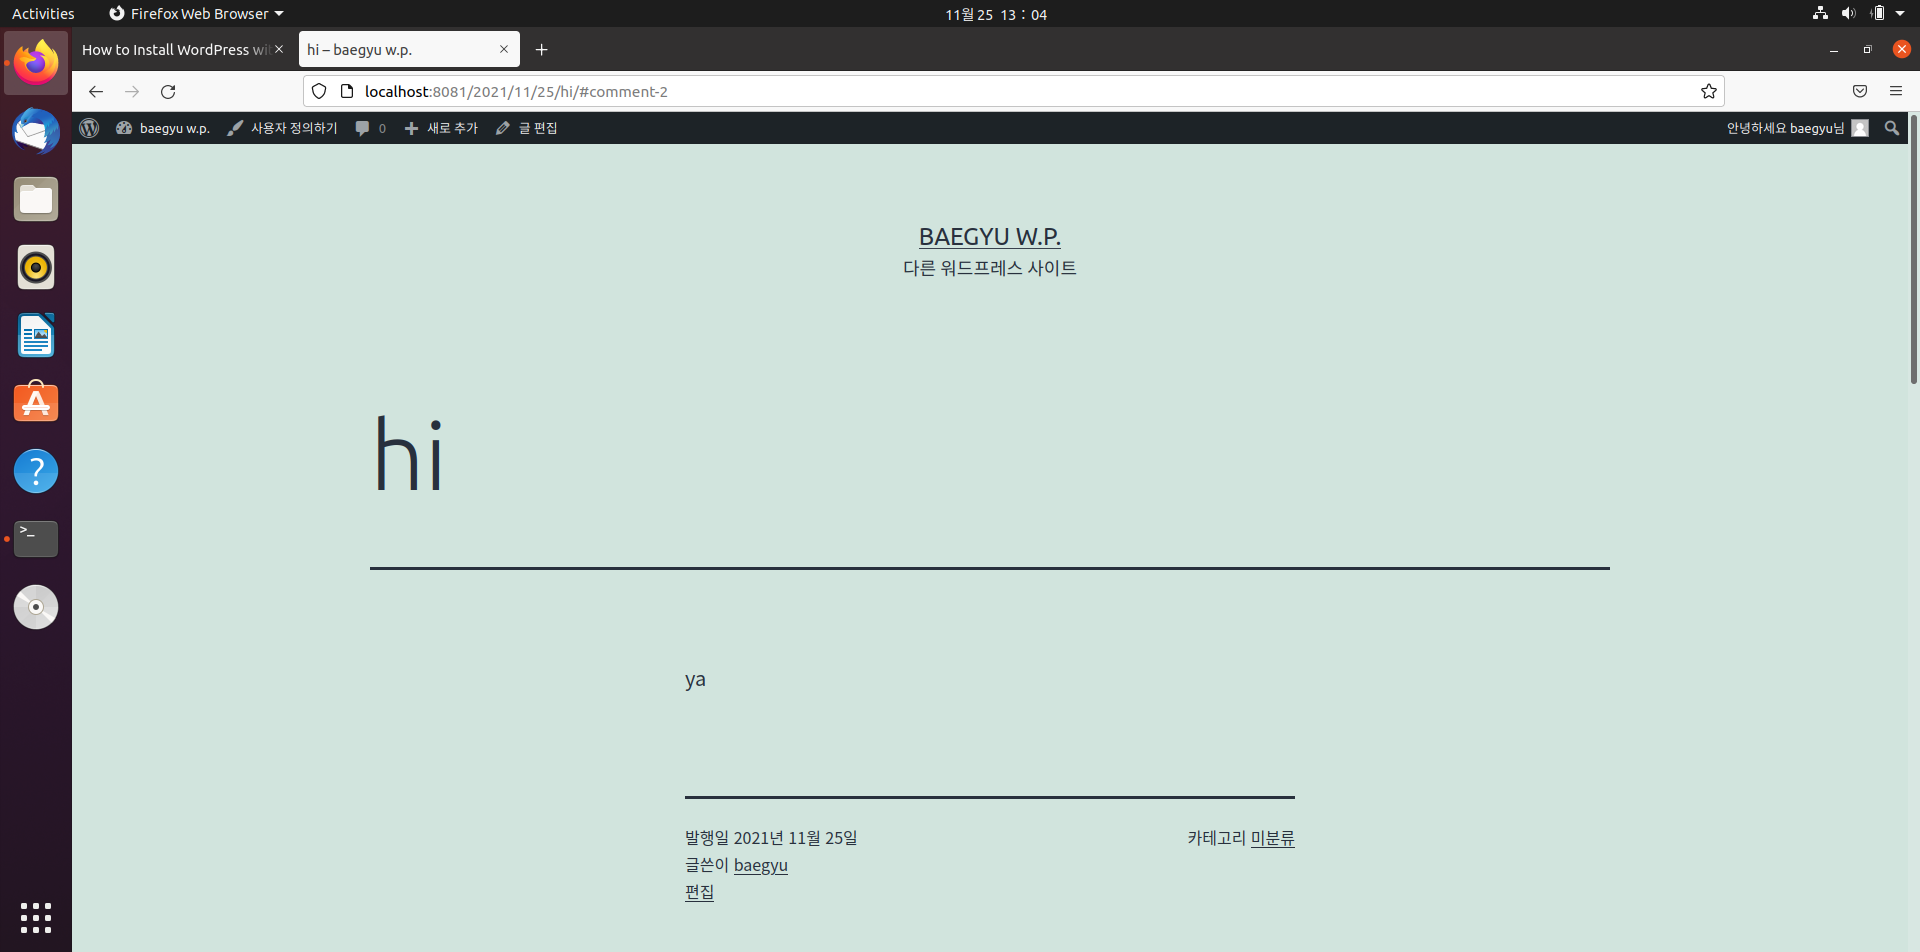 Activities
Firefox Web Browser
11월 25 13 : 04
How to Install WordPress wi
hi – baegyu w.p.
localhost:8081/2021/11/25/hi/#comment-2
baegyu w.p.
사용자 정의하기
0
새로 추가
글 편집
안녕하세요 baegyu님
BAEGYU W.P.
다른 워드프레스 사이트
hi
ya
발행일 2021년 11월 25일
카테고리 미분류
글쓴이 baegyu
편집